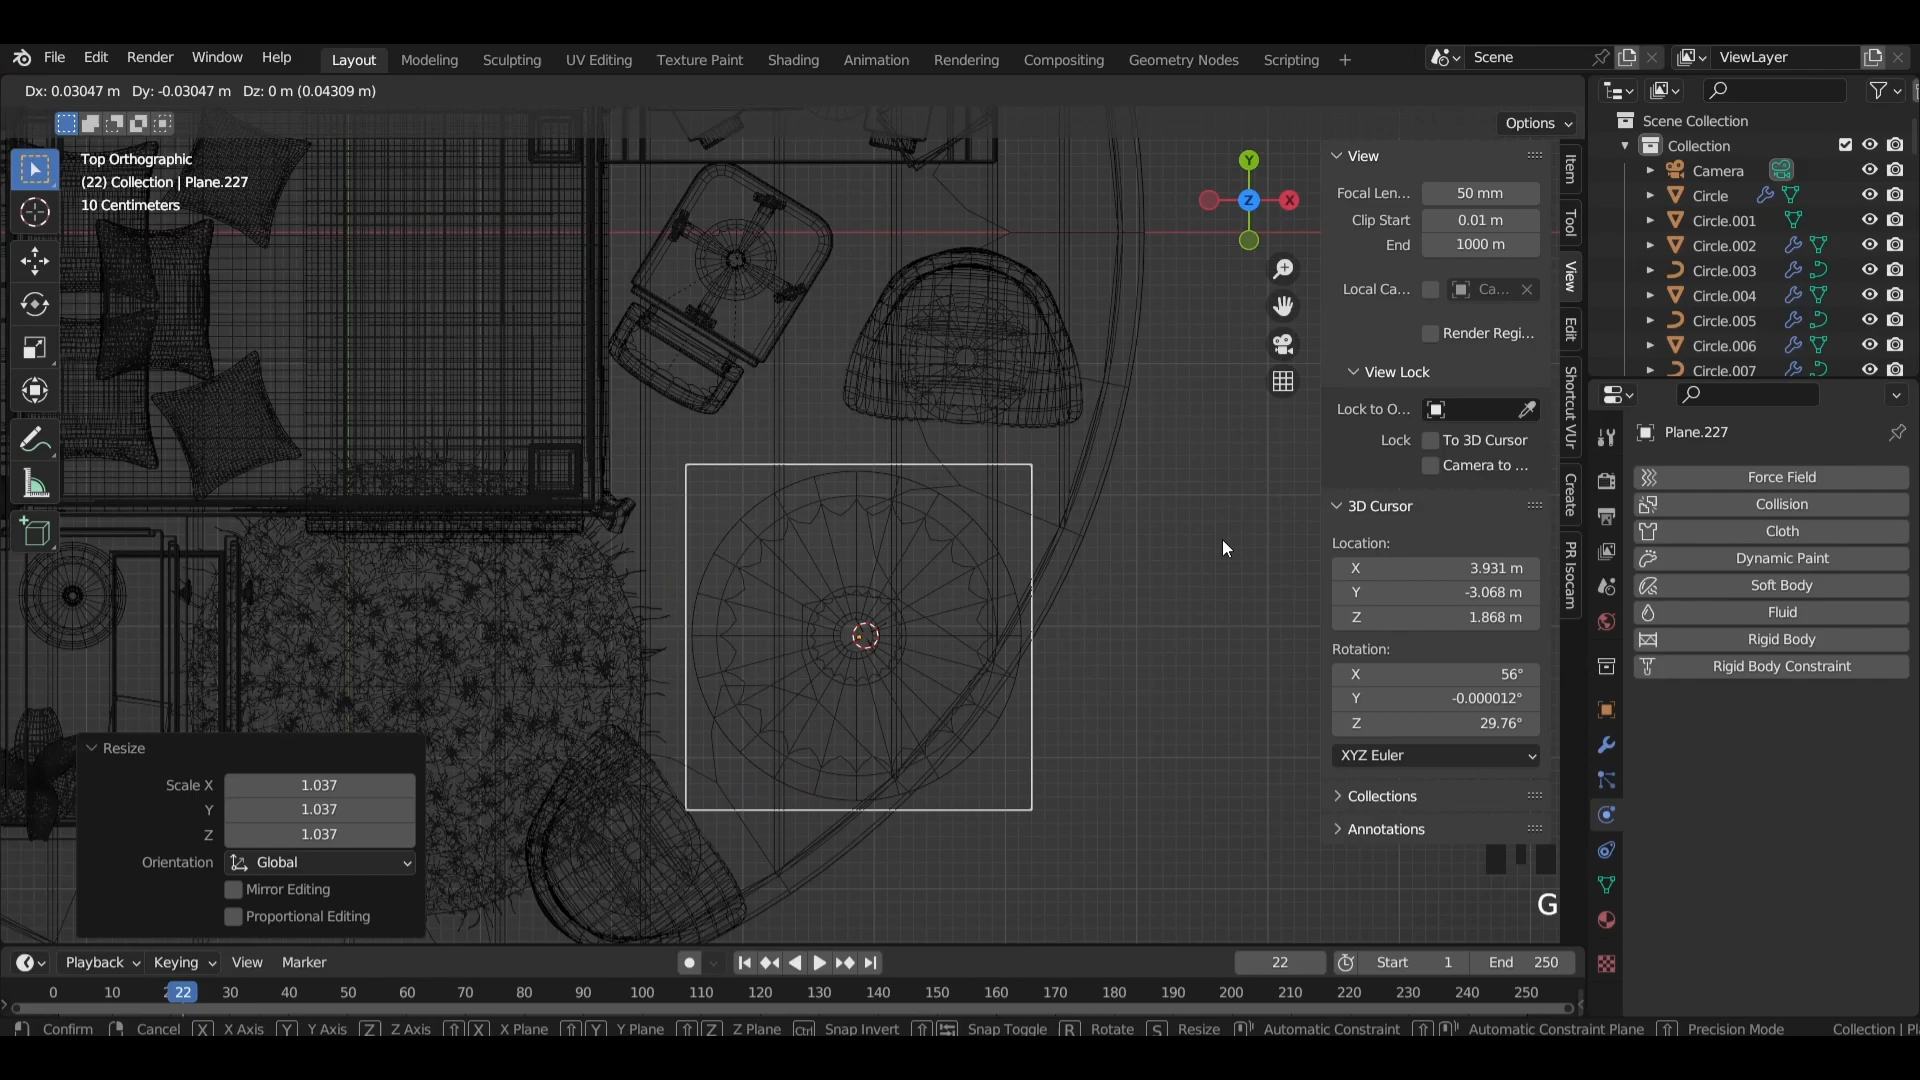 File Edit Render Window Help Layout Modeling Sculpting UV Editing Texture Paint Shading Animation Rendering Compositing Geometry Nodes Scripting + Scene ViewLayer
Dx: 0.03047 m Dy: -0.03047 m Dz: 0 m (0.04309 m)
Options
Top Orthographic
(22) Collection | Plane.227
10 Centimeters
Y
X
Z
View
Focal Len... 50 mm
Clip Start 0.01 m
End 1000 m
Local Ca... Ca...
Render Regi...
View Lock
Lock to O...
Lock To 3D Cursor
Camera to ...
3D Cursor
Location:
X 3.931 m
Y -3.068 m
Z 1.868 m
Rotation:
X 56°
Y -0.000012°
Z 29.76°
XYZ Euler
Collections
Annotations
Item
Tool
View
Edit
Shortcut VUr
Create
PR Isocam
Scene Collection
Collection
Camera
Circle
Circle.001
Circle.002
Circle.003
Circle.004
Circle.005
Circle.006
Circle.007
Plane.227
Force Field
Collision
Cloth
Dynamic Paint
Soft Body
Fluid
Rigid Body
Rigid Body Constraint
Resize
Scale X 1.037
Y 1.037
Z 1.037
Orientation Global
Mirror Editing
Proportional Editing
G
Playback Keying View Marker 22 Start 1 End 250
0 10 22 30 40 50 60 70 80 90 100 110 120 130 140 150 160 170 180 190 200 210 220 230 240 250
Confirm Cancel X X Axis Y Y Axis Z Z Axis X X Plane Y Y Plane Z Z Plane Ctrl Snap Invert Snap Toggle R Rotate S Resize Automatic Constraint Automatic Constraint Plane Precision Mode Collection | Pl